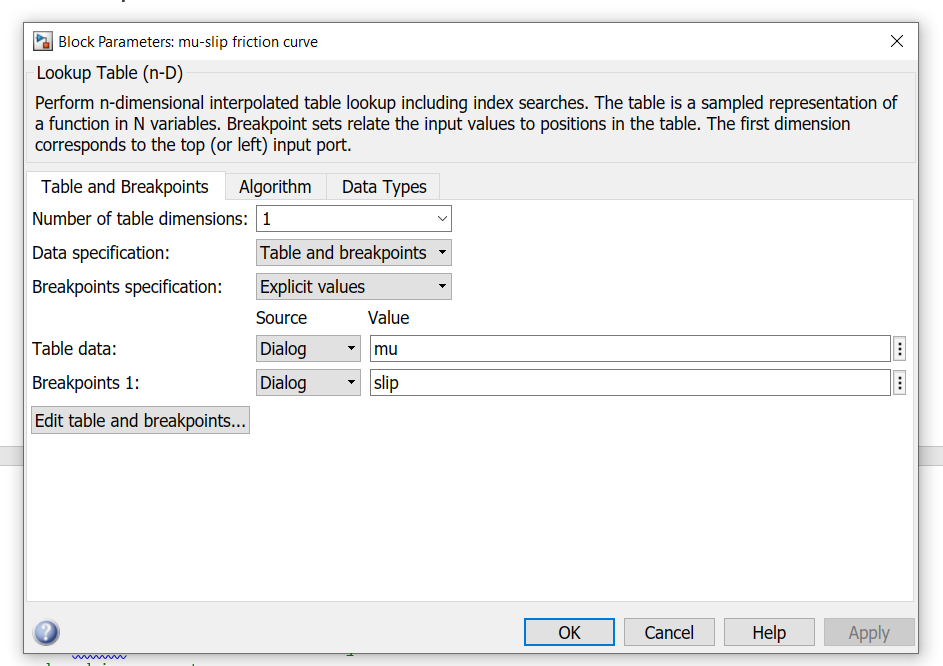 Block Parameters: mu-slip friction curve
Lookup Table (n-D)
Perform n-dimensional interpolated table lookup including index searches. The table is a sampled representation of
a function in N variables. Breakpoint sets relate the input values to positions in the table. The first dimension
corresponds to the top (or left) input port.
Table and Breakpoints Algorithm Data Types
Number of table dimensions: 1
Data specification: Table and breakpoints
Breakpoints specification: Explicit values
Source Value
Table data: Dialog mu
Breakpoints 1: Dialog slip
Edit table and breakpoints...
OK Cancel Help Apply